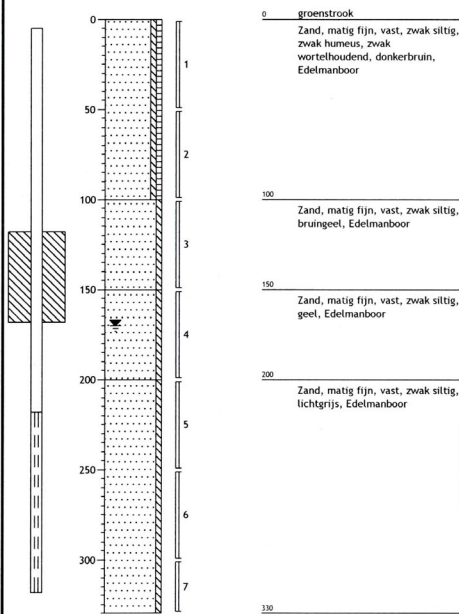 0
50
100
150
200
250
300
1
2
3
4
5
6
7
0 groenstrook
Zand, matig fijn, vast, zwak siltig,
zwak humeus, zwak
wortelhoudend, donkerbruin,
Edelmanboor
100
Zand, matig fijn, vast, zwak siltig,
bruingeel, Edelmanboor
150
Zand, matig fijn, vast, zwak siltig,
geel, Edelmanboor
200
Zand, matig fijn, vast, zwak siltig,
lichtgrijs, Edelmanboor
330